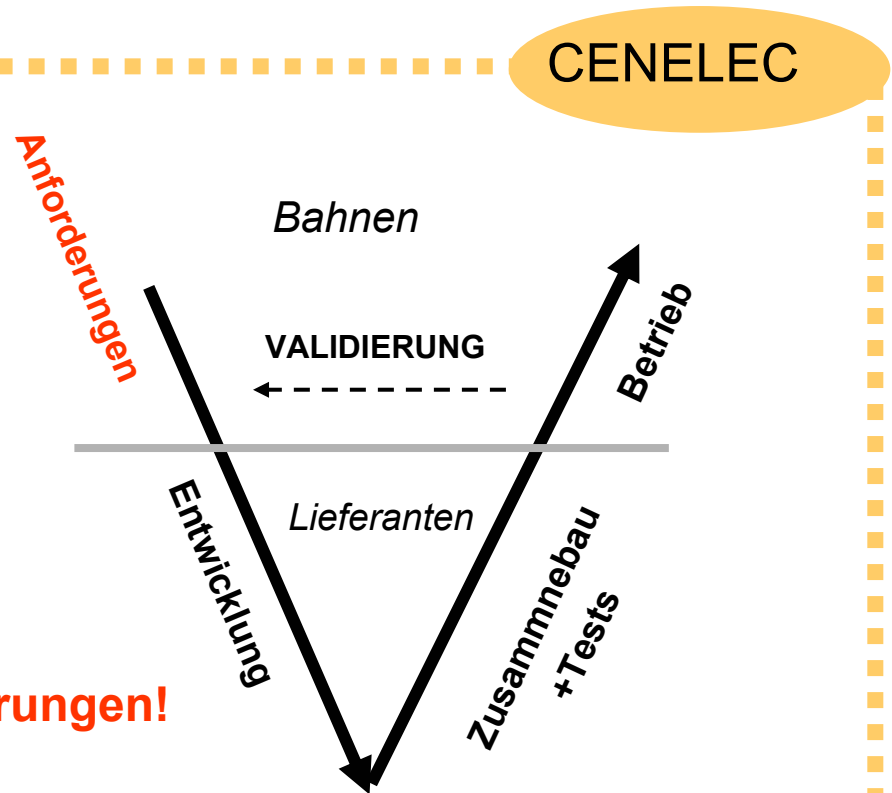 CENELEC
Anforderungen
Bahnen
VALIDIERUNG
Betrieb
Entwicklung
Lieferanten
Zusammnebau
+Tests
rungen!